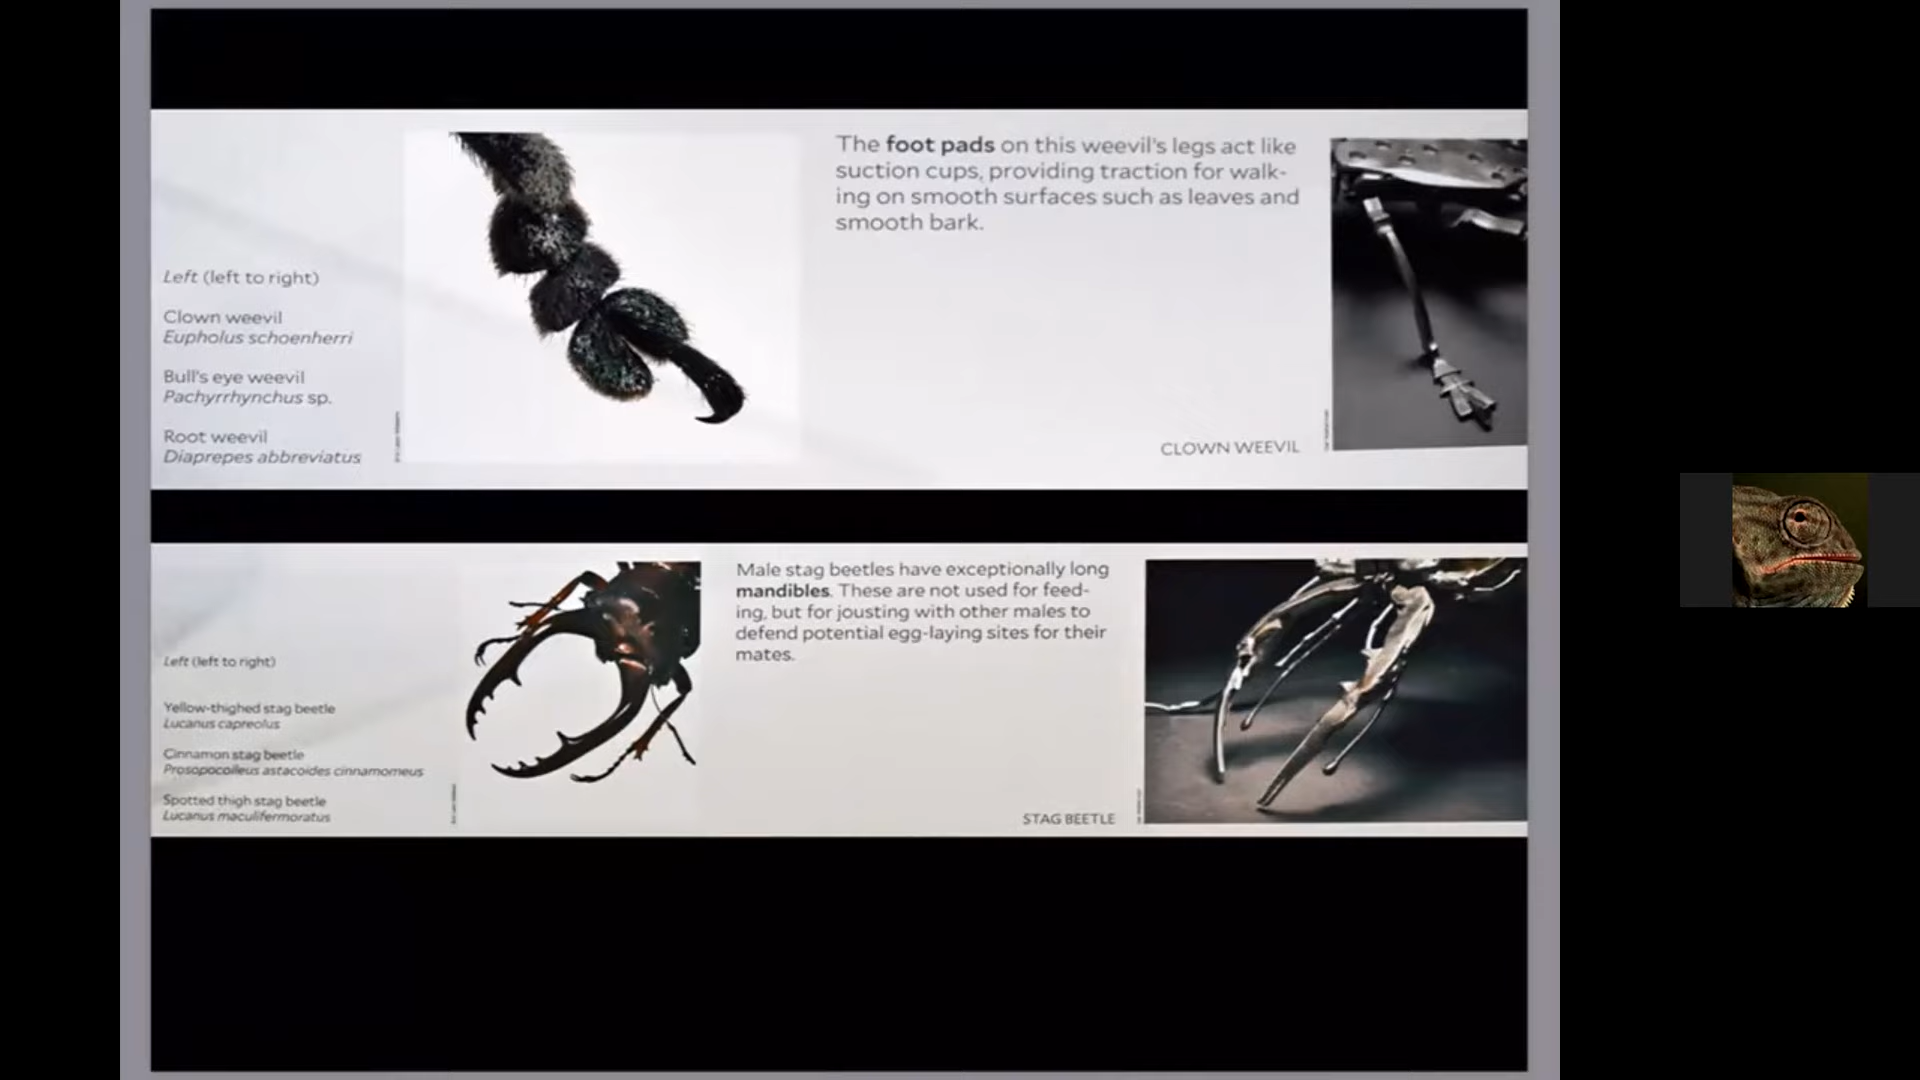 Left (left to right)
Clown weevil
Eupholus schoenherri
Bull's eye weevil
Pachyrrhynchus sp.
Root weevil
Diaprepes abbreviatus
The foot pads on this weevil's legs act like
suction cups, providing traction for walk-
ing on smooth surfaces such as leaves and
smooth bark.
CLOWN WEEVIL
Left (left to right)
Yellow-thighed stag beetle
Lucanus capreolus
Cinnamon stag beetle
Prosopocoileus astacoides cinnamomeus
Spotted thigh stag beetle
Lucanus maculifermoratus
Male stag beetles have exceptionally long
mandibles. These are not used for feed-
ing, but for jousting with other males to
defend potential egg-laying sites for their
mates.
STAG BEETLE